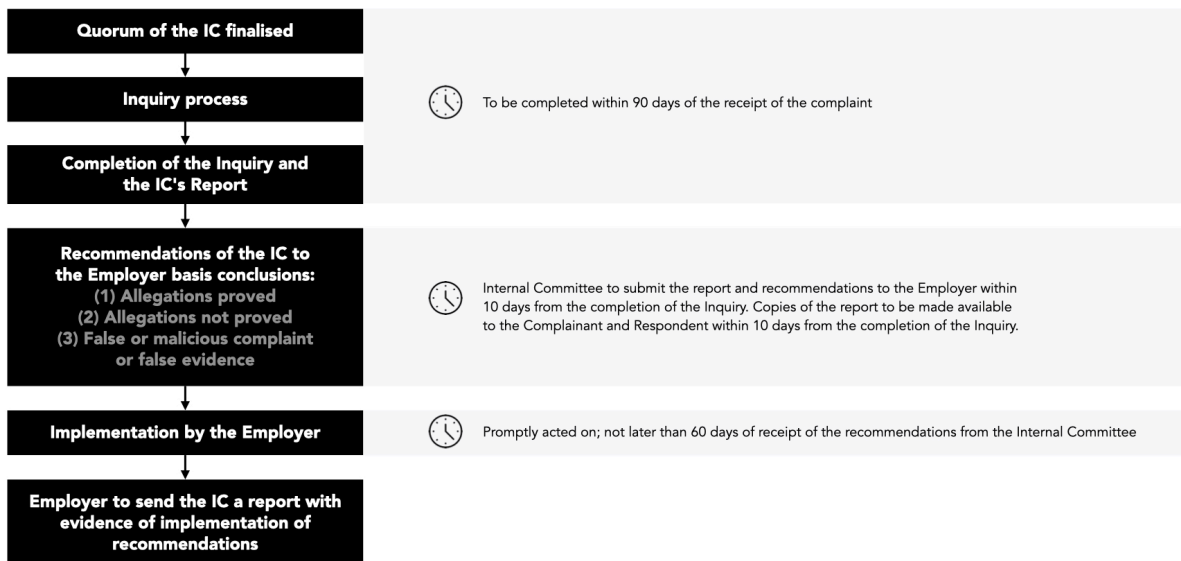 Quorum of the IC finalised
Inquiry process
To be completed within 90 days of the receipt of the complaint
Completion of the Inquiry and
the IC's Report
Recommendations of the IC to
the Employer basis conclusions:
(1) Allegations proved
(2) Allegations not proved
(3) False or malicious complaint
or false evidence
Internal Committee to submit the report and recommendations to the Employer within
10 days from the completion of the Inquiry. Copies of the report to be made available
to the Complainant and Respondent within 10 days from the completion of the Inquiry.
Implementation by the Employer
Promptly acted on; not later than 60 days of receipt of the recommendations from the Internal Committee
Employer to send the IC a report with
evidence of implementation of
recommendations